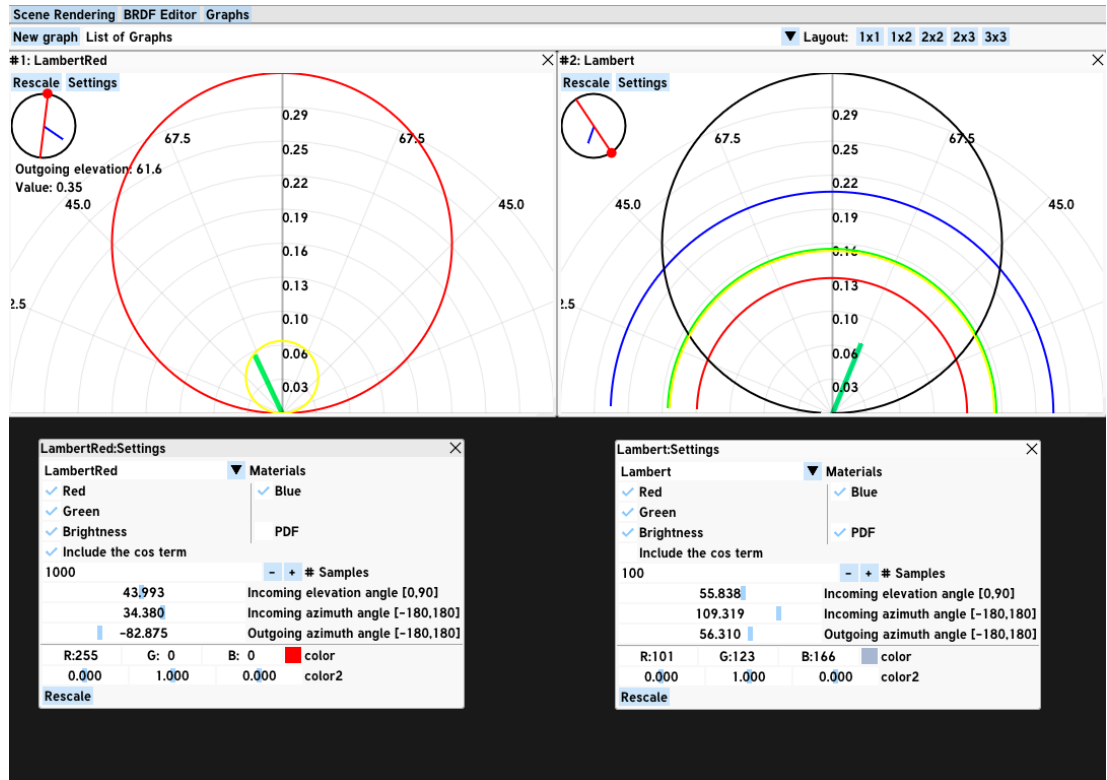 Scene Rendering BRDF Editor Graphs
New graph List of Graphs Layout: 1x1 1x2 2x2 2x3 3x3
#1: LambertRed
Rescale Settings
Outgoing elevation: 61.6
Value: 0.35
67.5
67.5
45.0
45.0
2.5
0.29
0.25
0.22
0.19
0.16
0.13
0.10
0.06
0.03
#2: Lambert
Rescale Settings
67.5
67.5
45.0
45.0
2.5
0.29
0.25
0.22
0.19
0.16
0.13
0.10
0.06
0.03
LambertRed:Settings
LambertRed Materials
Red Blue
Green
Brightness PDF
Include the cos term
1000 - + # Samples
43.993 Incoming elevation angle [0,90]
34.380 Incoming azimuth angle [-180,180]
-82.875 Outgoing azimuth angle [-180,180]
R:255 G: 0 B: 0 color
0.000 1.000 0.000 color2
Rescale
Lambert:Settings
Lambert Materials
Red Blue
Green
Brightness PDF
Include the cos term
100 - + # Samples
55.838 Incoming elevation angle [0,90]
109.319 Incoming azimuth angle [-180,180]
56.310 Outgoing azimuth angle [-180,180]
R:101 G:123 B:166 color
0.000 1.000 0.000 color2
Rescale